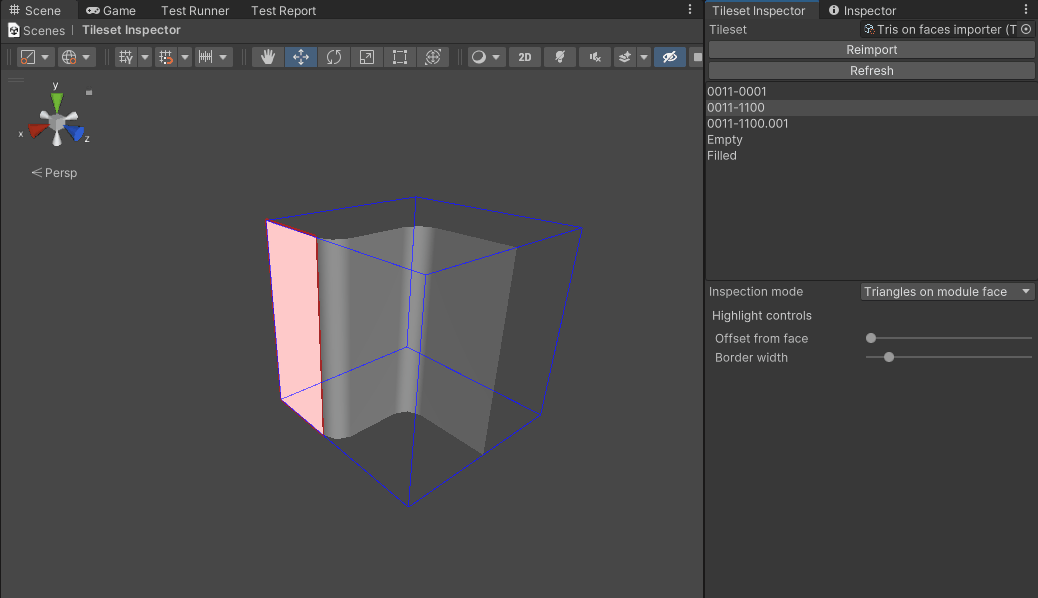 Scene Game Test Runner Test Report
Scenes | Tileset Inspector
2D
y
x
z
Persp
Tileset Inspector Inspector
Tileset Tris on faces importer (T
Reimport
Refresh
0011-0001
0011-1100
0011-1100.001
Empty
Filled
Inspection mode Triangles on module face
Highlight controls
Offset from face
Border width